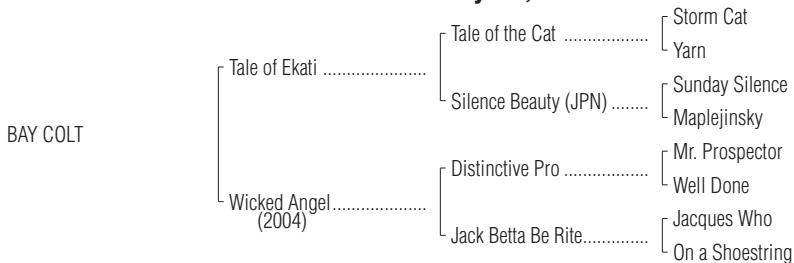 Storm Cat
Tale of the Cat ..................
Yarn
Tale of Ekati ......................
Sunday Silence
Silence Beauty (JPN) ........
Maplejinsky
BAY COLT
Mr. Prospector
Distinctive Pro ..................
Well Done
Wicked Angel....................
(2004)
Jacques Who
Jack Betta Be Rite..............
On a Shoestring